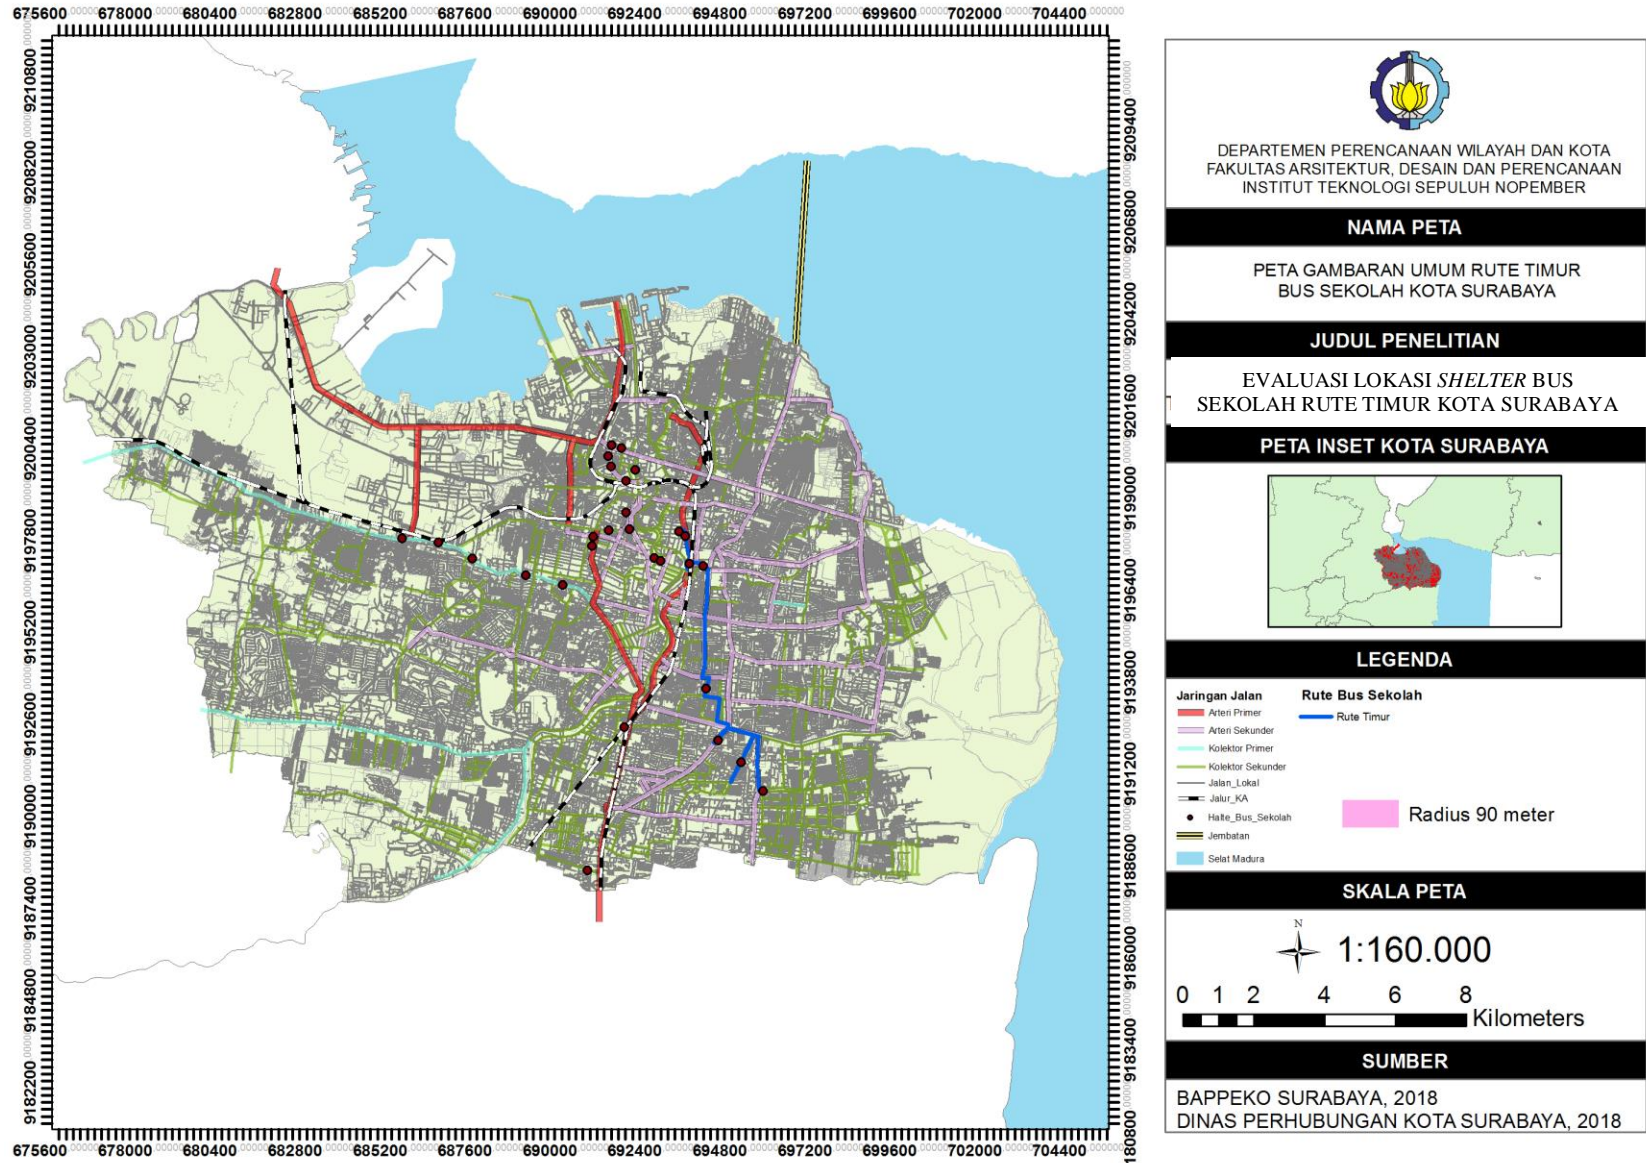 675600 678000 680400 682800 685200 687600 690000 692400 694800 697200 699600 702000 704400
9210800
9208200
9205600
9203000
9200400
9197800
9195200
9192600
9190000
9187400
9184800
9182200
9209400
9206800
9204200
9201600
9199000
9196400
9193800
9191200
9188600
9186000
9183400
9180800
675600 678000 680400 682800 685200 687600 690000 692400 694800 697200 699600 702000 704400
DEPARTEMEN PERENCANAAN WILAYAH DAN KOTA
FAKULTAS ARSITEKTUR, DESAIN DAN PERENCANAAN
INSTITUT TEKNOLOGI SEPULUH NOPEMBER
NAMA PETA
PETA GAMBARAN UMUM RUTE TIMUR
BUS SEKOLAH KOTA SURABAYA
JUDUL PENELITIAN
EVALUASI LOKASI SHELTER BUS
SEKOLAH RUTE TIMUR KOTA SURABAYA
PETA INSET KOTA SURABAYA
LEGENDA
Jaringan Jalan
Arteri Primer
Arteri Sekunder
Kolektor Primer
Kolektor Sekunder
Jalan_Lokal
Jalur_KA
Halte_Bus_Sekolah
Jembatan
Selat Madura
Rute Bus Sekolah
Rute Timur
Radius 90 meter
SKALA PETA
N
1:160.000
0 1 2 4 6 8
Kilometers
SUMBER
BAPPEKO SURABAYA, 2018
DINAS PERHUBUNGAN KOTA SURABAYA, 2018